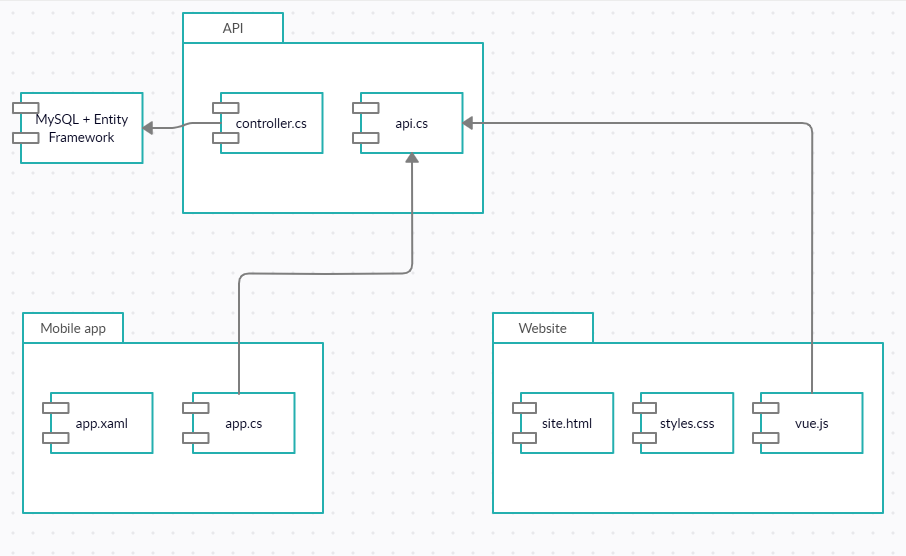 API
MySQL + Entity
Framework
controller.cs
api.cs
Mobile app
Website
app.xaml
app.cs
site.html
styles.css
vue.js